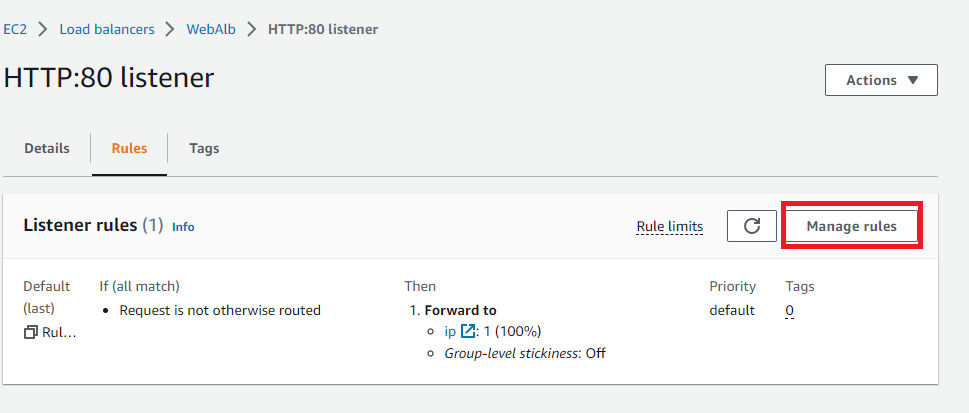 EC2 > Load balancers > WebAlb > HTTP:80 listener
HTTP:80 listener
Actions
Details
Rules
Tags
Listener rules (1) Info
Rule limits
Manage rules
Default (last)
If (all match)
Then
Priority
Tags
Rul...
• Request is not otherwise routed
1. Forward to
ip : 1 (100%)
Group-level stickiness: Off
default
0